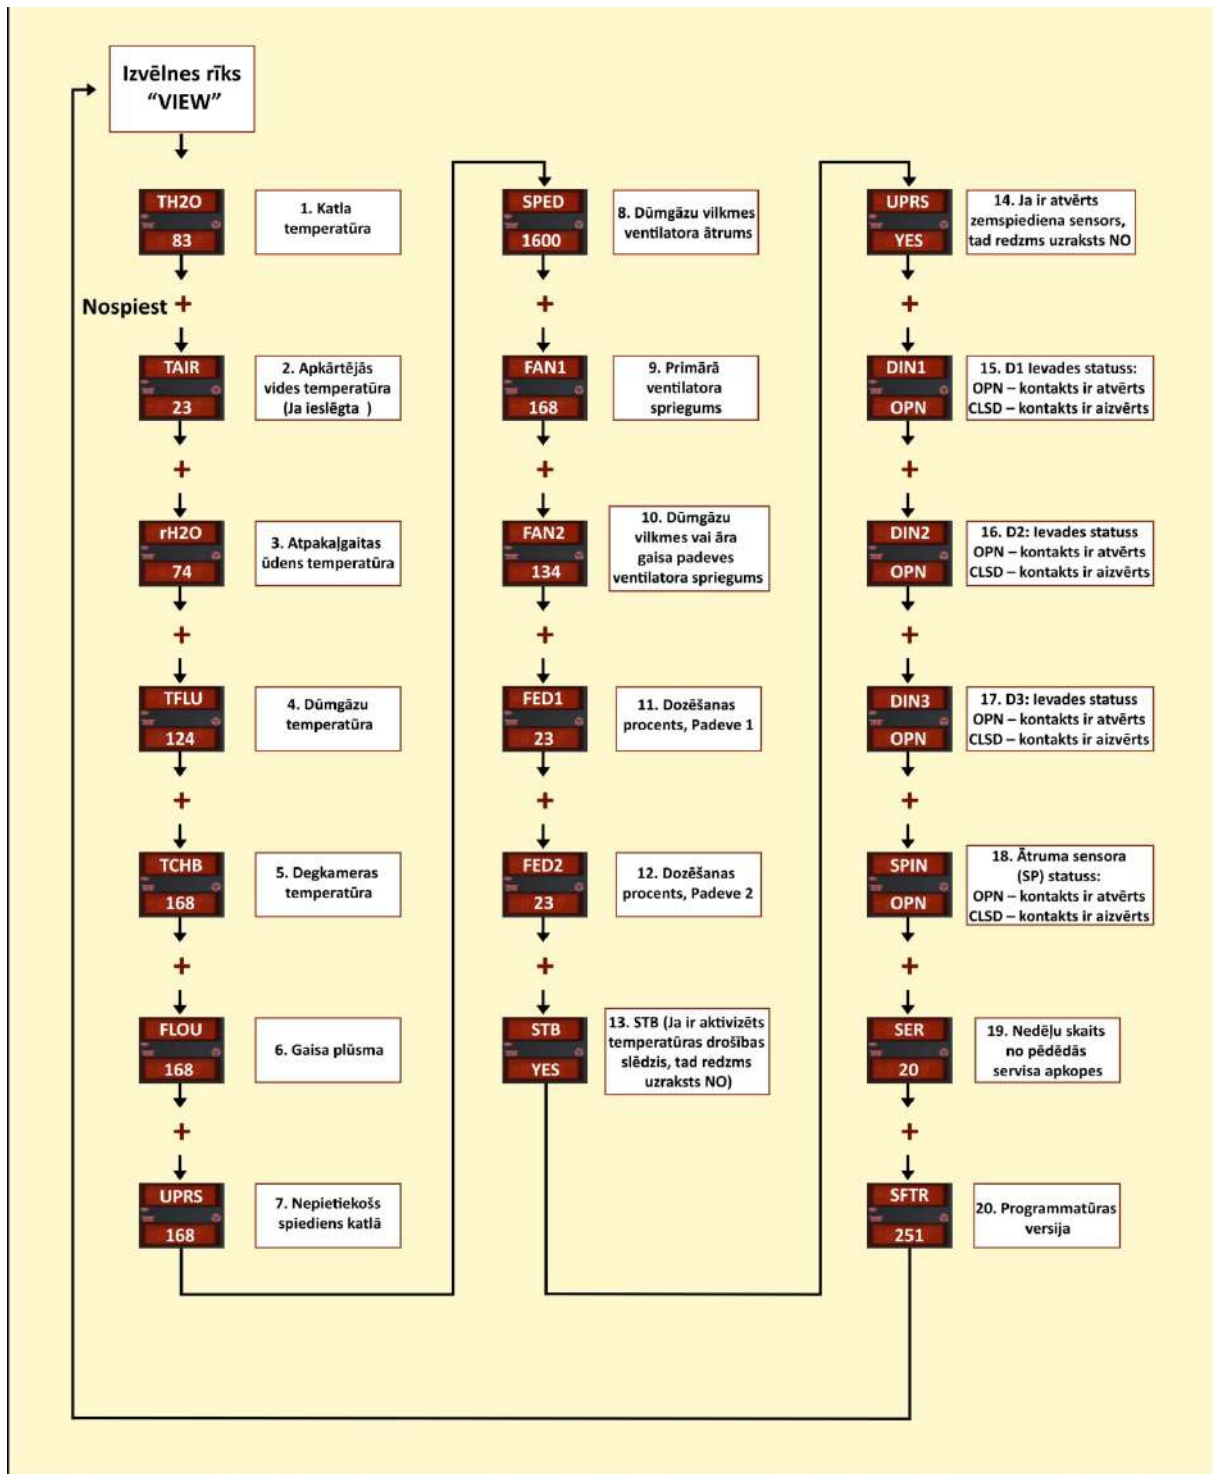 Izvēlnes rīks
“VIEW”
TH2O
83
1. Katla
temperatūra
Nospiest +
TAIR
23
2. Apkārtējās
vides temperatūra
(Ja ieslēgta )
+
rH2O
74
3. Atpakaļgaitas
ūdens temperatūra
+
TFLU
124
4. Dūmgāzu
temperatūra
+
TCHB
168
5. Degkameras
temperatūra
+
FLOU
168
6. Gaisa plūsma
+
UPRS
168
7. Nepietiekošs
spiediens katlā
SPED
1600
8. Dūmgāzu vilkmes
ventilatora ātrums
+
FAN1
168
9. Primārā
ventilatora
spriegums
+
FAN2
134
10. Dūmgāzu
vilkmes vai āra
gaisa padeves
ventilatora spriegums
+
FED1
23
11. Dozēšanas
procents, Padeve 1
+
FED2
23
12. Dozēšanas
procents, Padeve 2
+
STB
YES
13. STB (Ja ir aktivizēts
temperatūras drošības
slēdzis, tad redzms
uzraksts NO)
UPRS
YES
14. Ja ir atvērts
zemspiediena sensors,
tad redzms uzraksts NO
+
DIN1
OPN
15. D1 Ievades statuss:
OPN – kontakts ir atvērts
CLSD – kontakts ir aizvērts
+
DIN2
OPN
16. D2: Ievades statuss
OPN – kontakts ir atvērts
CLSD – kontakts ir aizvērts
+
DIN3
OPN
17. D3: Ievades statuss
OPN – kontakts ir atvērts
CLSD – kontakts ir aizvērts
+
SPIN
OPN
18. Ātruma sensora
(SP) statuss:
OPN – kontakts ir atvērts
CLSD – kontakts ir aizvērts
+
SER
20
19. Nedēļu skaits
no pēdēdās
servisa apkopes
+
SFTR
251
20. Programmatūras
versija